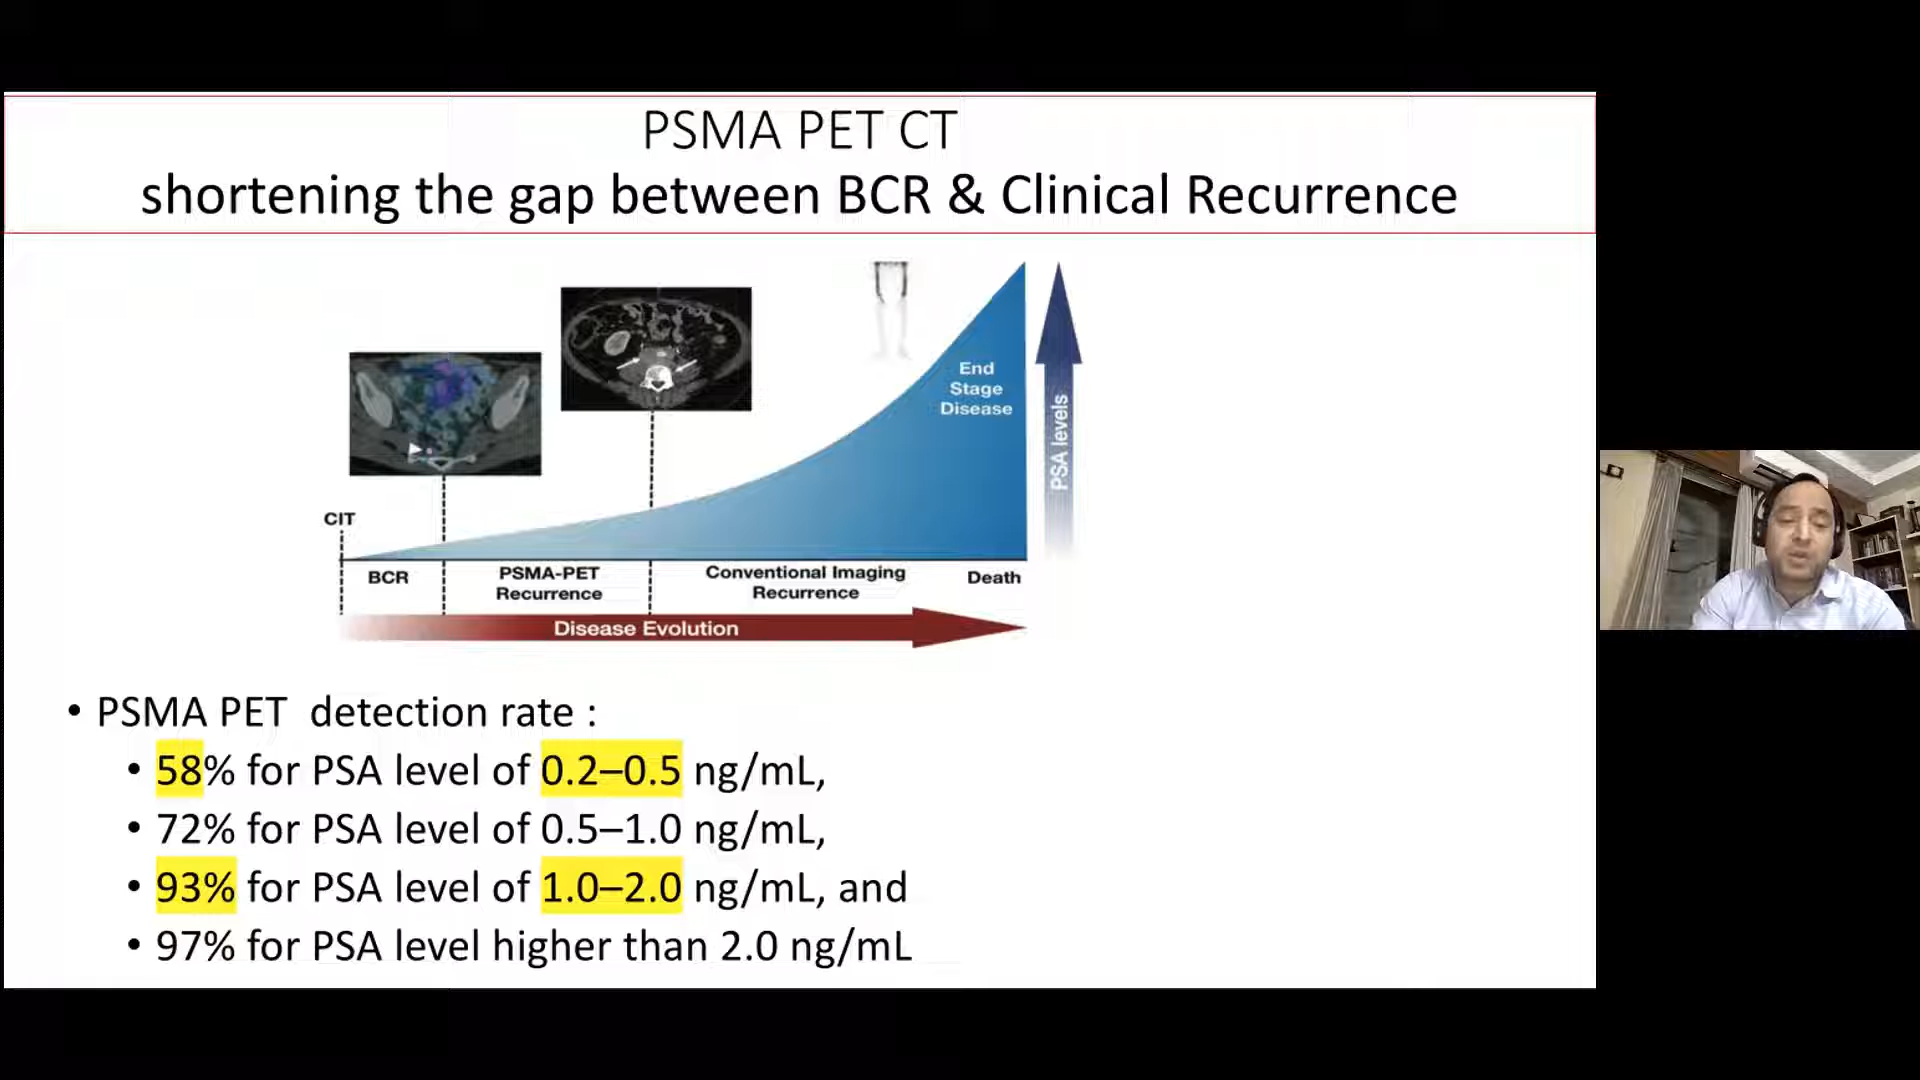 PSMA PET CT
shortening the gap between BCR & Clinical Recurrence
End
Stage
Disease
PSA levels
CIT
BCR
PSMA-PET
Recurrence
Conventional Imaging
Recurrence
Death
Disease Evolution
• PSMA PET detection rate :
• 58% for PSA level of 0.2–0.5 ng/mL,
• 72% for PSA level of 0.5–1.0 ng/mL,
• 93% for PSA level of 1.0–2.0 ng/mL, and
• 97% for PSA level higher than 2.0 ng/mL